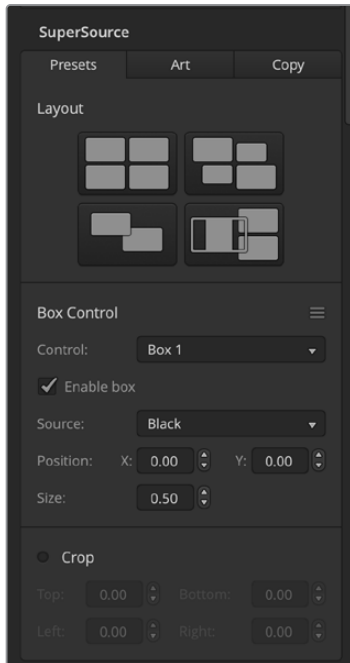 SuperSource
Presets Art Copy
Layout
Box Control
Control: Box 1
Enable box
Source: Black
Position: X: 0.00 Y: 0.00
Size: 0.50
Crop
Top: 0.00 Bottom: 0.00
Left: 0.00 Right: 0.00